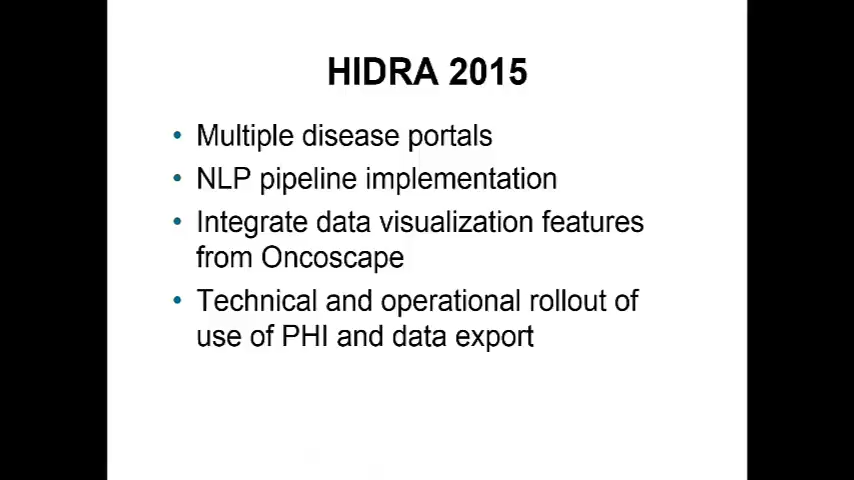 HIDRA 2015
• Multiple disease portals
• NLP pipeline implementation
• Integrate data visualization features
from Oncoscape
• Technical and operational rollout of
use of PHI and data export